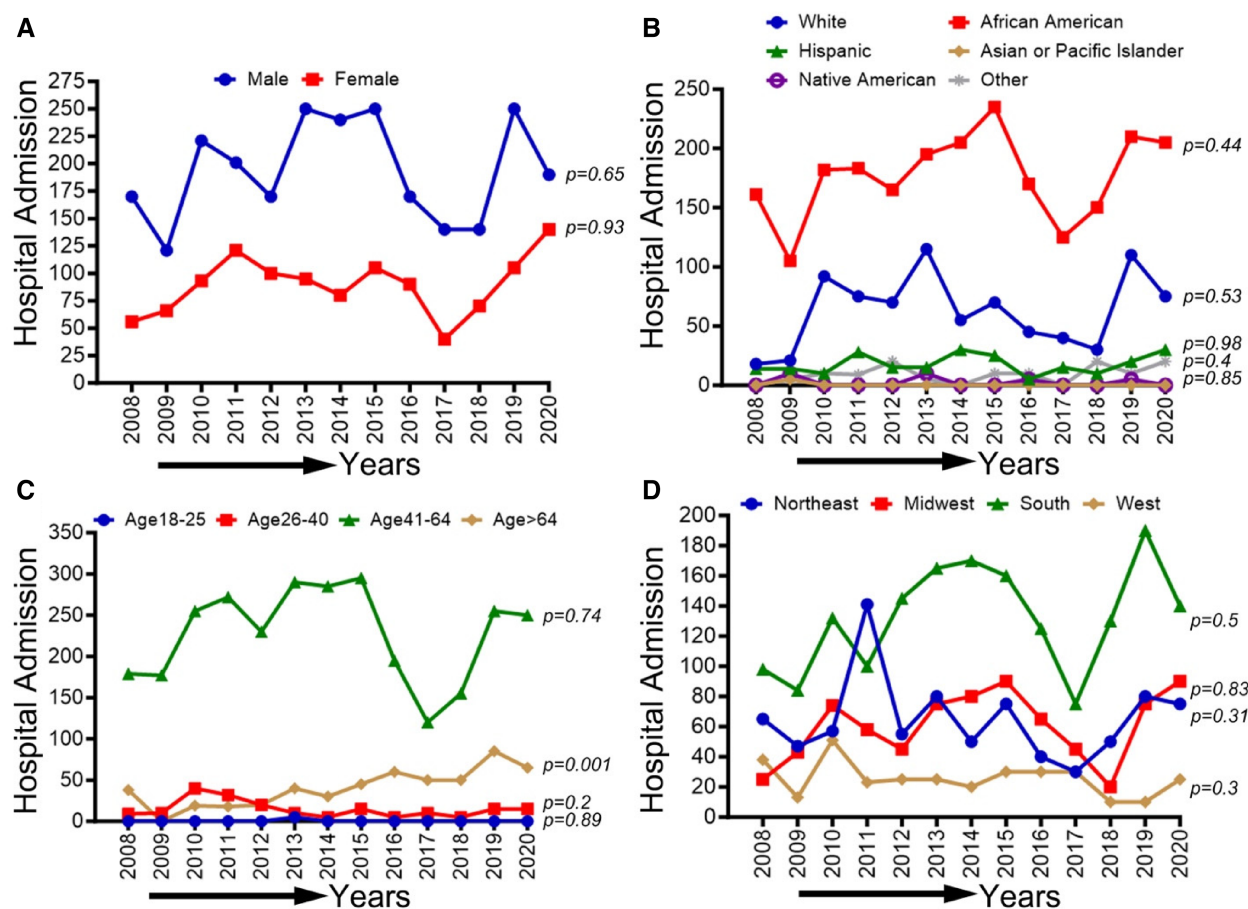 A
Male Female
Hospital Admission
275
250
225
200
175
150
125
100
75
50
25
0
p=0.65
p=0.93
2008 2009 2010 2011 2012 2013 2014 2015 2016 2017 2018 2019 2020
Years
B
White African American
Hispanic Asian or Pacific Islander
Native American Other
Hospital Admission
250
200
150
100
50
0
p=0.44
p=0.53
p=0.98
p=0.4
p=0.85
2008 2009 2010 2011 2012 2013 2014 2015 2016 2017 2018 2019 2020
Years
C
Age18-25 Age26-40 Age41-64 Age>64
Hospital Admission
350
300
250
200
150
100
50
0
p=0.74
p=0.001
p=0.2
p=0.89
2008 2009 2010 2011 2012 2013 2014 2015 2016 2017 2018 2019 2020
Years
D
Northeast Midwest South West
Hospital Admission
200
180
160
140
120
100
80
60
40
20
0
p=0.5
p=0.83
p=0.31
p=0.3
2008 2009 2010 2011 2012 2013 2014 2015 2016 2017 2018 2019 2020
Years